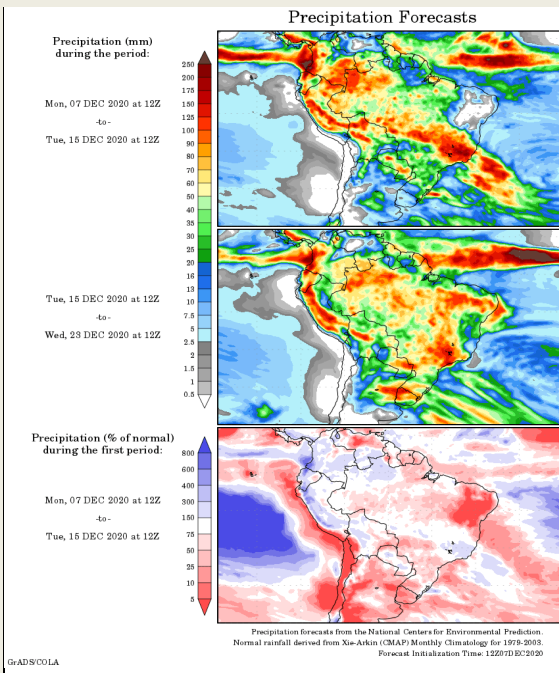 Precipitation Forecasts
Precipitation (mm)
during the period:
Mon, 07 DEC 2020 at 12Z
-to-
Tue, 15 DEC 2020 at 12Z
250
200
175
150
125
100
90
80
70
60
50
40
35
30
25
20
16
13
10
7.5
5
2.5
2
1.5
1
0.5
Tue, 15 DEC 2020 at 12Z
-to-
Wed, 23 DEC 2020 at 12Z
Precipitation (% of normal)
during the first period:
Mon, 07 DEC 2020 at 12Z
-to-
Tue, 15 DEC 2020 at 12Z
800
600
400
300
150
75
50
25
10
5
Precipitation forecasts from the National Centers for Environmental Prediction.
Normal rainfall derived from Xie-Arkin (CMAP) Monthly Climatology for 1979-2003.
Forecast Initialization Time: 12Z07DEC2020
GrADS/COLA